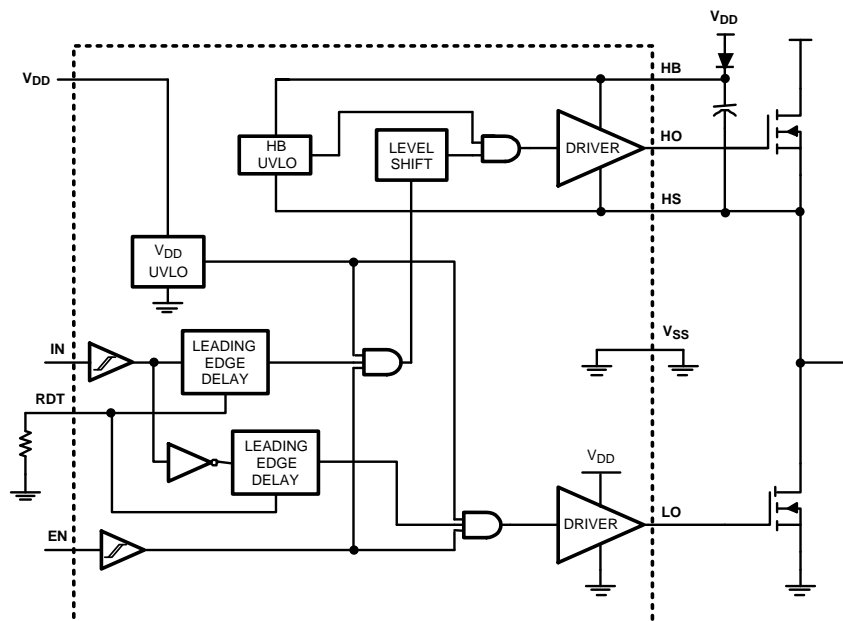 VDD
HB
VDD
HB
UVLO
LEVEL
SHIFT
DRIVER
HO
HS
VDD
UVLO
VSS
IN
LEADING
EDGE
DELAY
RDT
LEADING
EDGE
DELAY
VDD
DRIVER
LO
EN